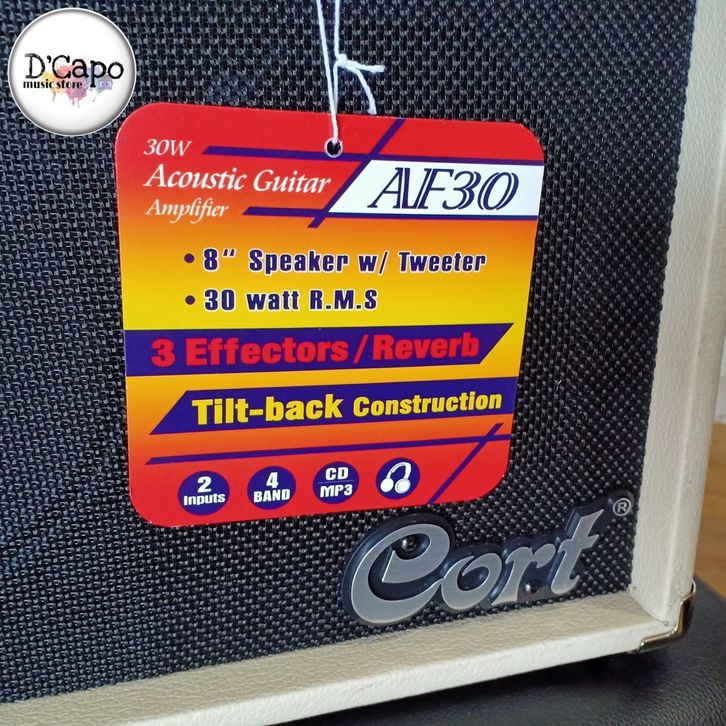 D'Capo
music store
30W
Acoustic Guitar
Amplifier
AF30
• 8" Speaker w/ Tweeter
• 30 watt R.M.S
3 Effectors/Reverb
Tilt-back Construction
2
Inputs
4
BAND
CD
MP3
Cort®